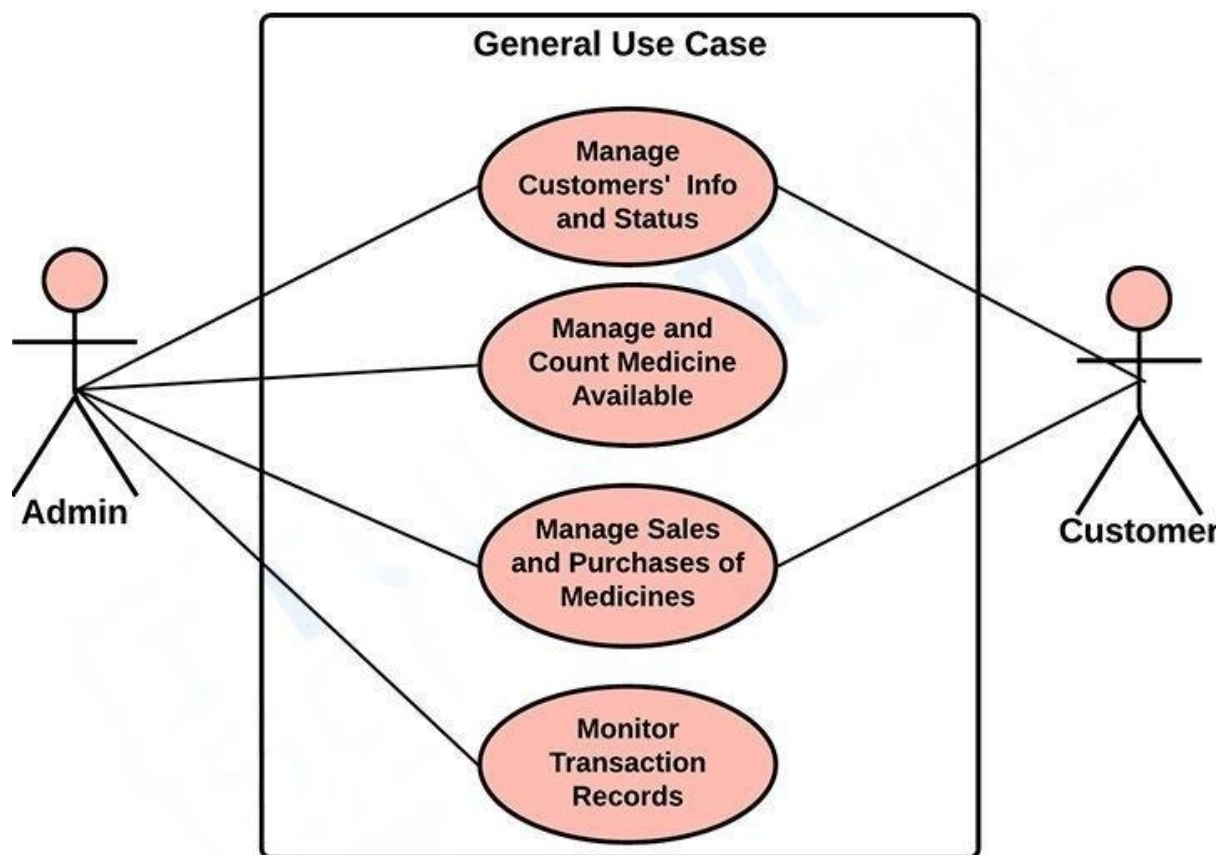 General Use Case
Manage
Customers' Info
and Status
Manage and
Count Medicine
Available
Admin
Manage Sales
and Purchases of
Medicines
Customer
Monitor
Transaction
Records